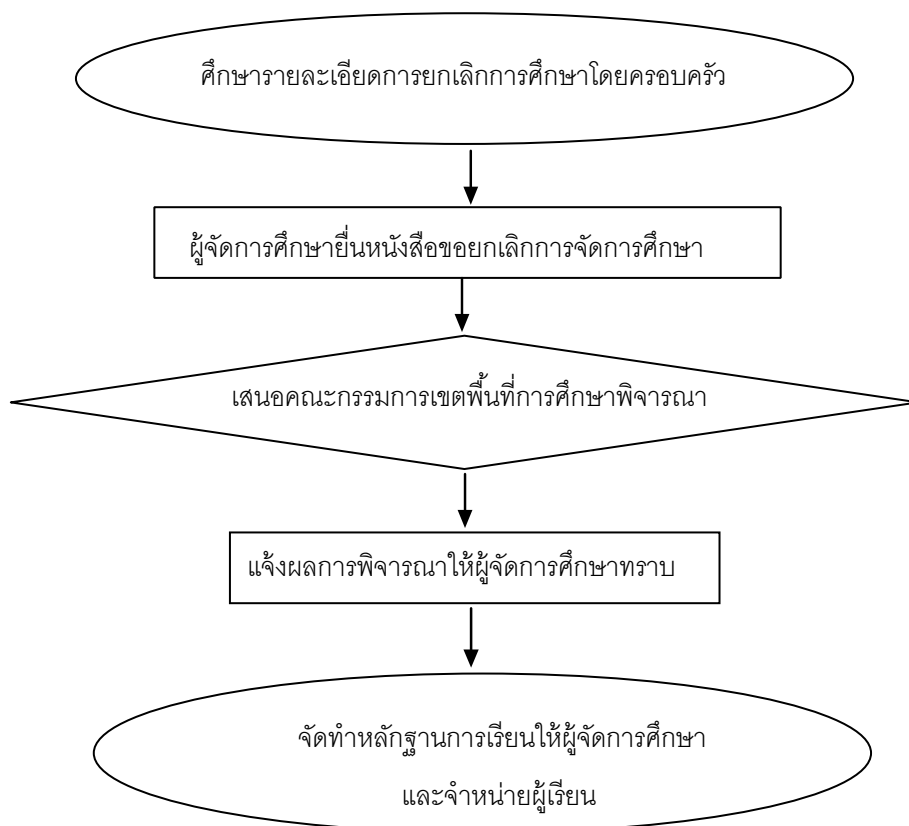 ศึกษารายละเอียดการยกเลิกการศึกษาโดยครอบครัว
ผู้จัดการศึกษายื่นหนังสือขอยกเลิกการจัดการศึกษา
เสนอคณะกรรมการเขตพื้นที่การศึกษาพิจารณา
แจ้งผลการพิจารณาให้ผู้จัดการศึกษาทราบ
จัดทำหลักฐานการเรียนให้ผู้จัดการศึกษา
และจำหน่ายผู้เรียน